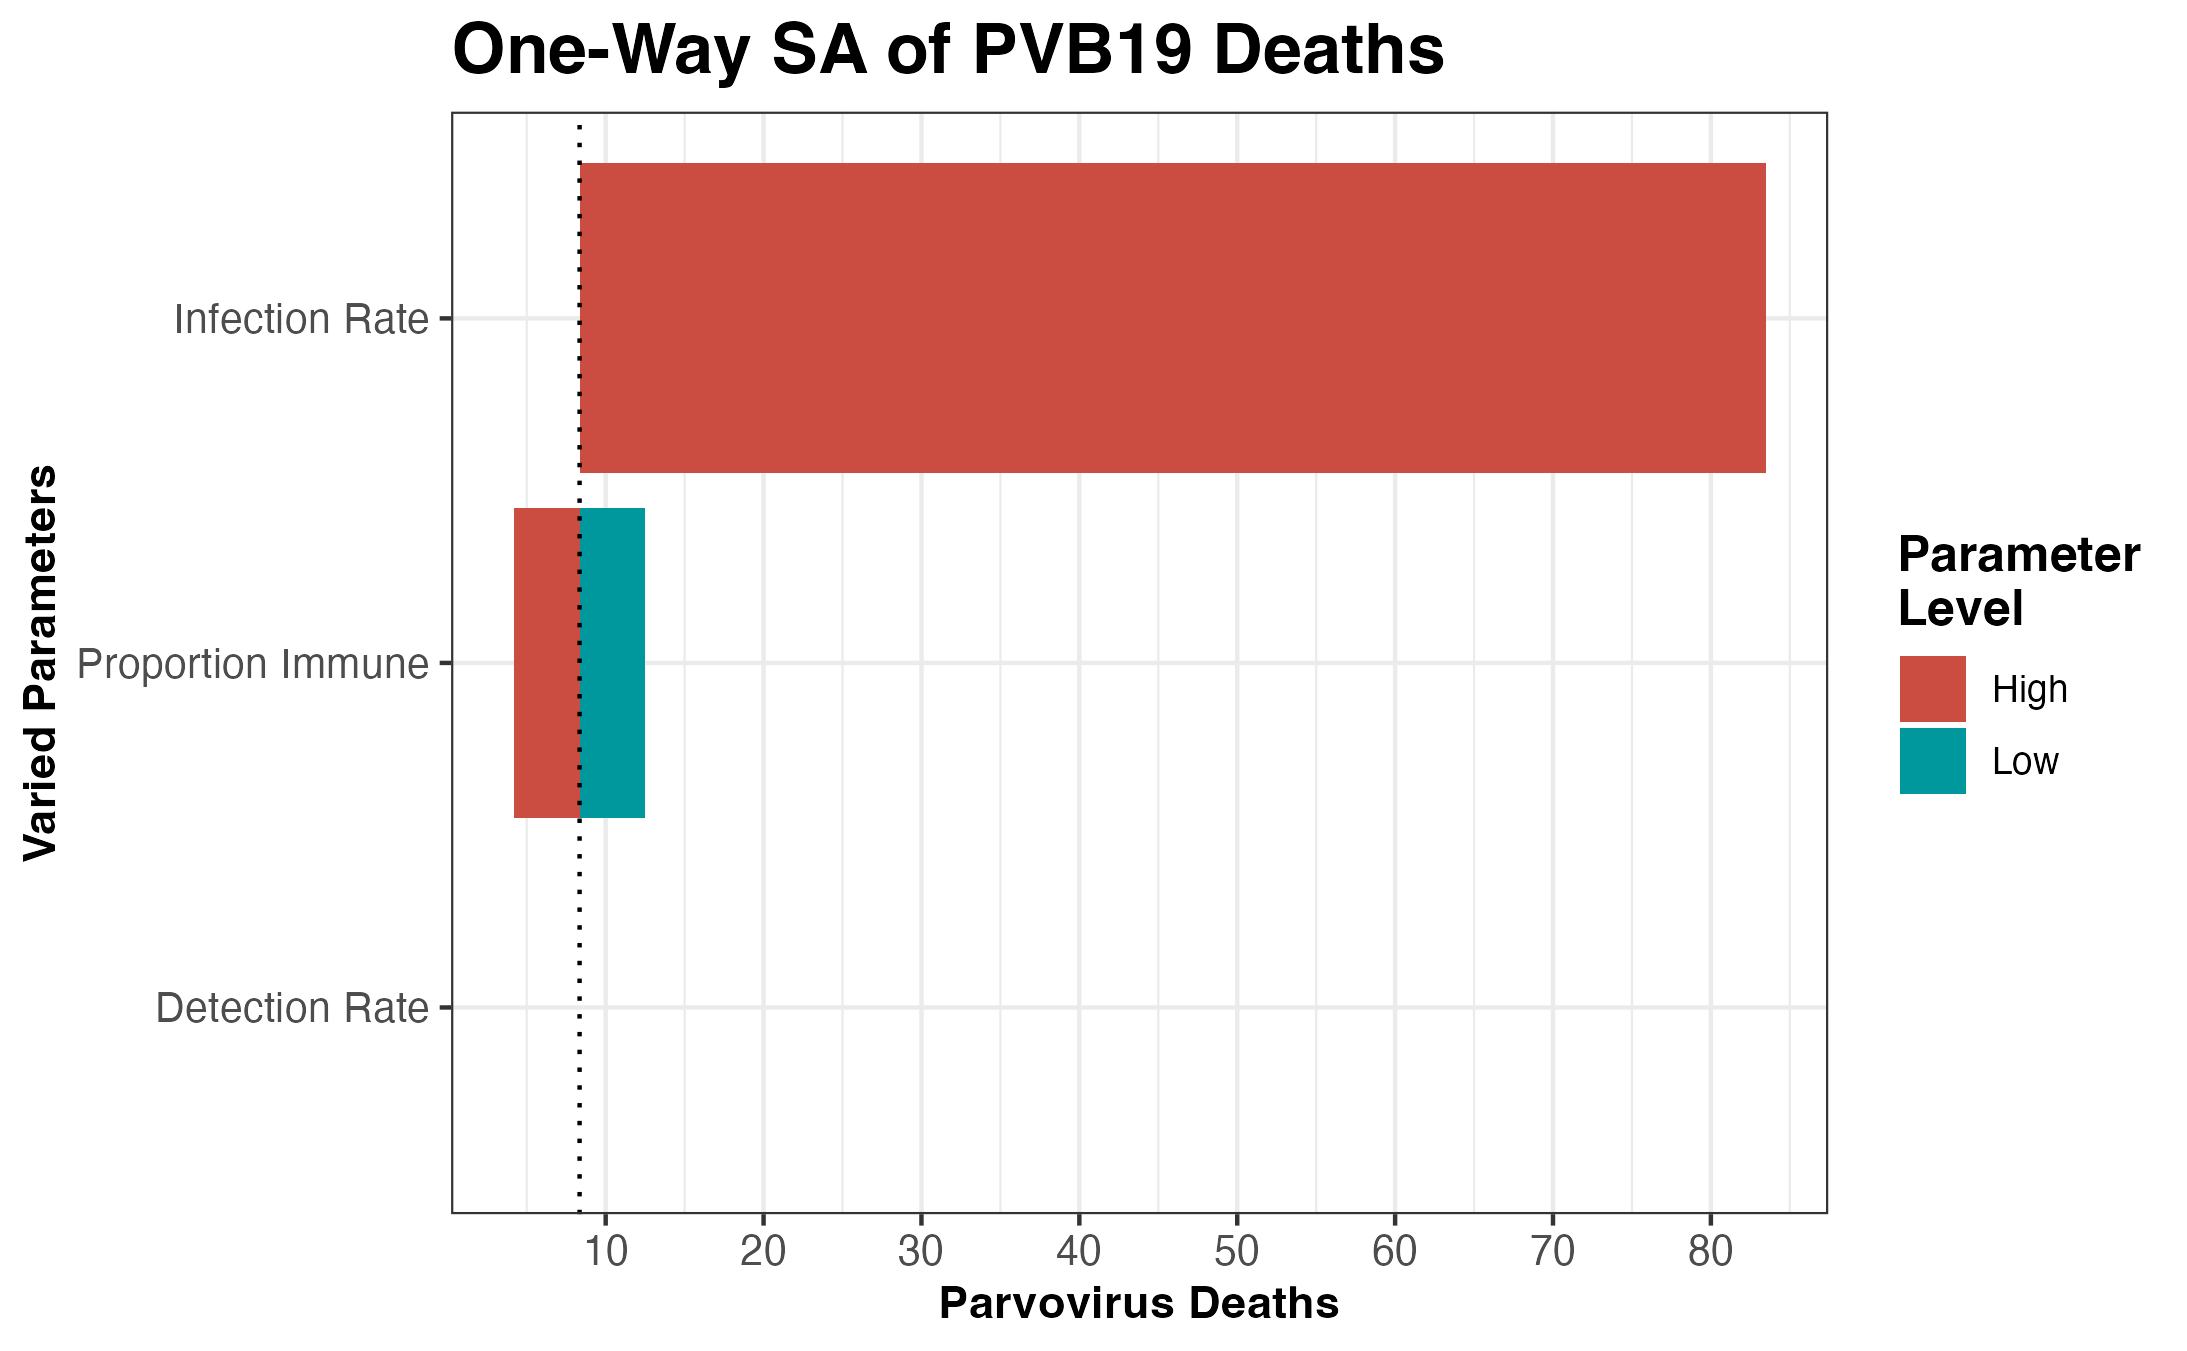 One-Way SA of PVB19 Deaths
Varied Parameters
Infection Rate
Proportion Immune
Detection Rate
10 20 30 40 50 60 70 80
Parvovirus Deaths
Parameter
Level
High
Low